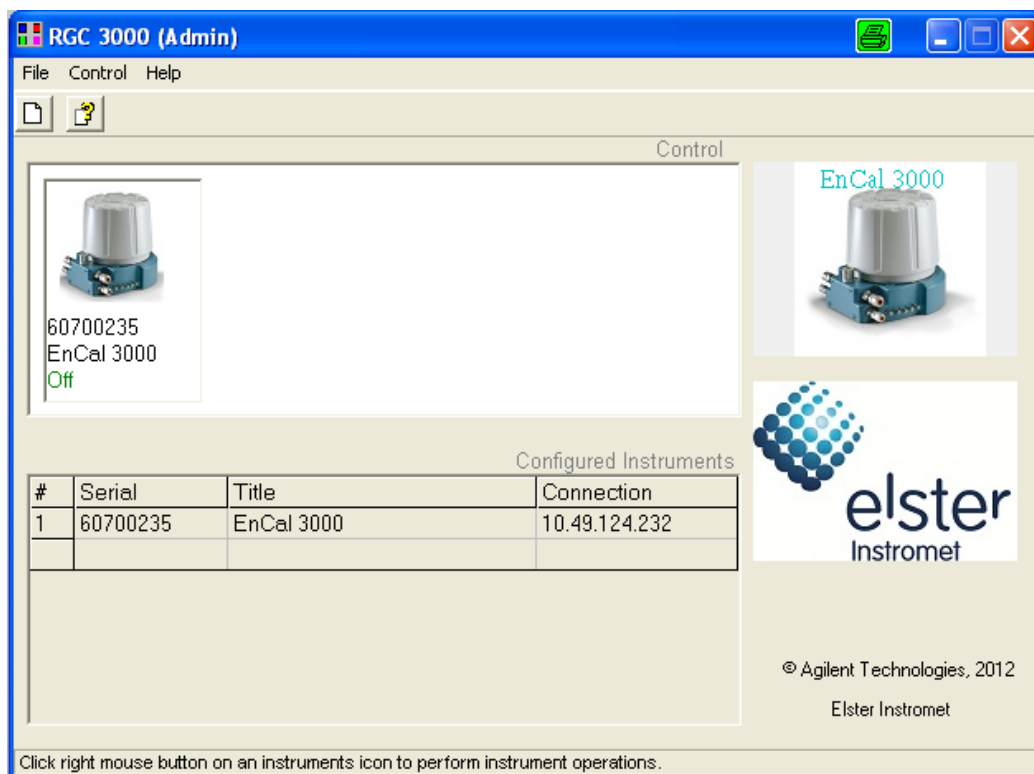 RGC 3000 (Admin)
File Control Help
Control
60700235
EnCal 3000
Off
EnCal 3000
Configured Instruments
# Serial Title Connection
1 60700235 EnCal 3000 10.49.124.232
elster
Instromet
© Agilent Technologies, 2012
Elster Instromet
Click right mouse button on an instruments icon to perform instrument operations.